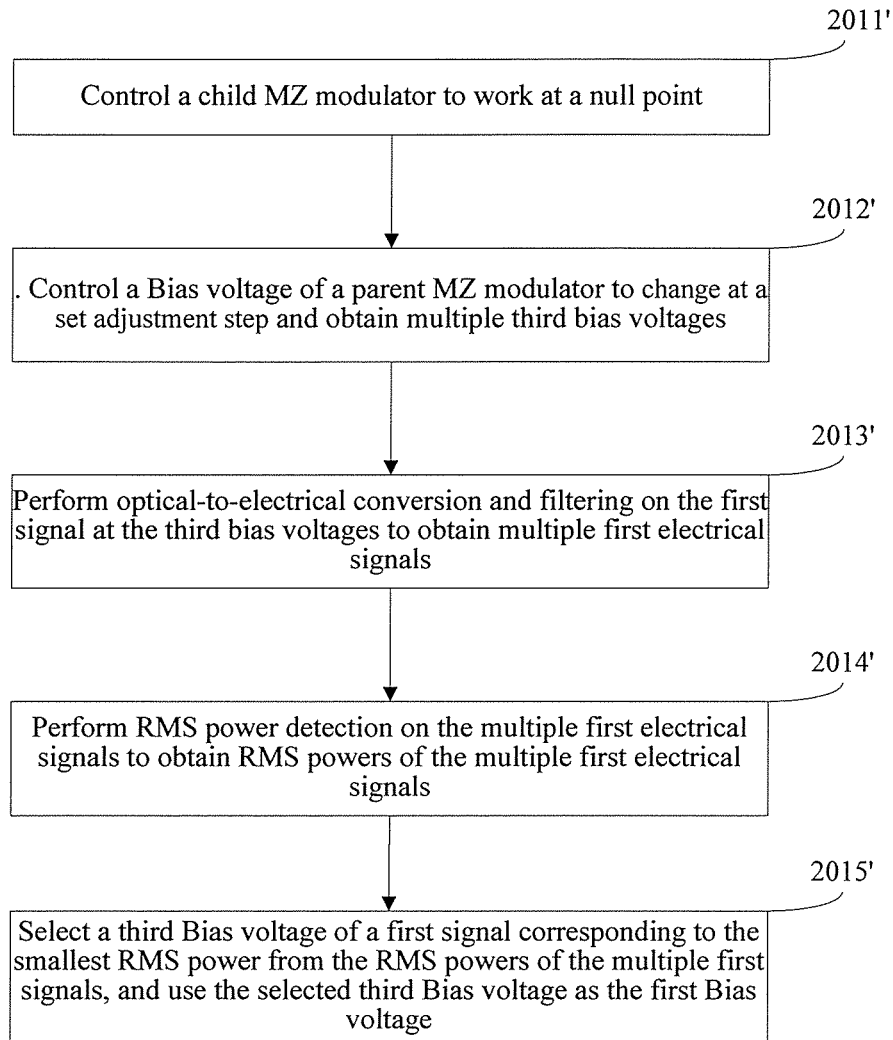 2011'
Control a child MZ modulator to work at a null point
2012'
. Control a Bias voltage of a parent MZ modulator to change at a
set adjustment step and obtain multiple third bias voltages
2013'
Perform optical-to-electrical conversion and filtering on the first
signal at the third bias voltages to obtain multiple first electrical
signals
2014'
Perform RMS power detection on the multiple first electrical
signals to obtain RMS powers of the multiple first electrical
signals
2015'
Select a third Bias voltage of a first signal corresponding to the
smallest RMS power from the RMS powers of the multiple first
signals, and use the selected third Bias voltage as the first Bias
voltage